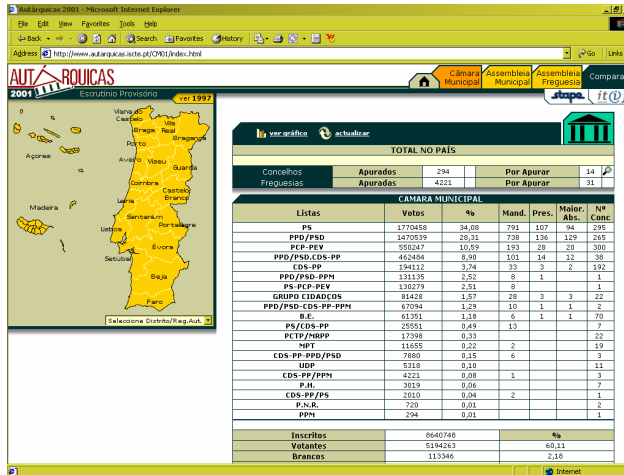 Autárquicas 2001 - Microsoft Internet Explorer
File Edit View Favorites Tools Help
Back Search Favorites History
Address http://www.autarquicas.iscte.pt/CM01/index.html Go Links
AUTARQUICAS
2001 Escrutínio Provisório ver 1997
Câmara Municipal Assembleia Municipal Assembleia Freguesia Compara
stape. it
Viana do Castelo
Vila Real
Braga
Bragança
Porto
Açores
Aveiro Viseu
Guarda
Coimbra
Castelo Branco
Leiria
Madeira
Santarém
Portalegre
Lisboa
Évora
Setúbal
Beja
Faro
Seleccione Distrito/Reg.Aut.
ver gráfico actualizar
TOTAL NO PAÍS
Concelhos Apurados 294 Por Apurar 14
Freguesias Apuradas 4221 Por Apurar 31
CAMARA MUNICIPAL
Listas Votos % Mand. Pres. Maior. Abs. Nº Conc
PS 1770458 34,08 791 107 94 295
PPD/PSD 1470539 28,31 738 136 129 265
PCP-PEV 550247 10,59 193 28 20 300
PPD/PSD.CDS-PP 462484 8,90 101 14 12 38
CDS-PP 194112 3,74 33 3 2 192
PPD/PSD-PPM 131135 2,52 8 1 1
PS-PCP-PEV 130279 2,51 8 1
GRUPO CIDADÇOS 81428 1,57 28 3 3 22
PPD/PSD-CDS-PP-PPM 67094 1,29 10 1 1 2
B.E. 61351 1,18 6 1 1 70
PS/CDS-PP 25551 0,49 13 7
PCTP/MRPP 17398 0,33 22
MPT 11655 0,22 2 19
CDS-PP-PPD/PSD 7880 0,15 6 3
UDP 5318 0,10 11
CDS-PP/PPM 4221 0,08 1 3
P.H. 3019 0,06 7
CDS-PP/PS 2010 0,04 2 1
P.N.R. 720 0,01 2
PPM 294 0,01 1
Inscritos 8640748 %
Votantes 5194263 60,11
Brancos 113346 2,18
Internet